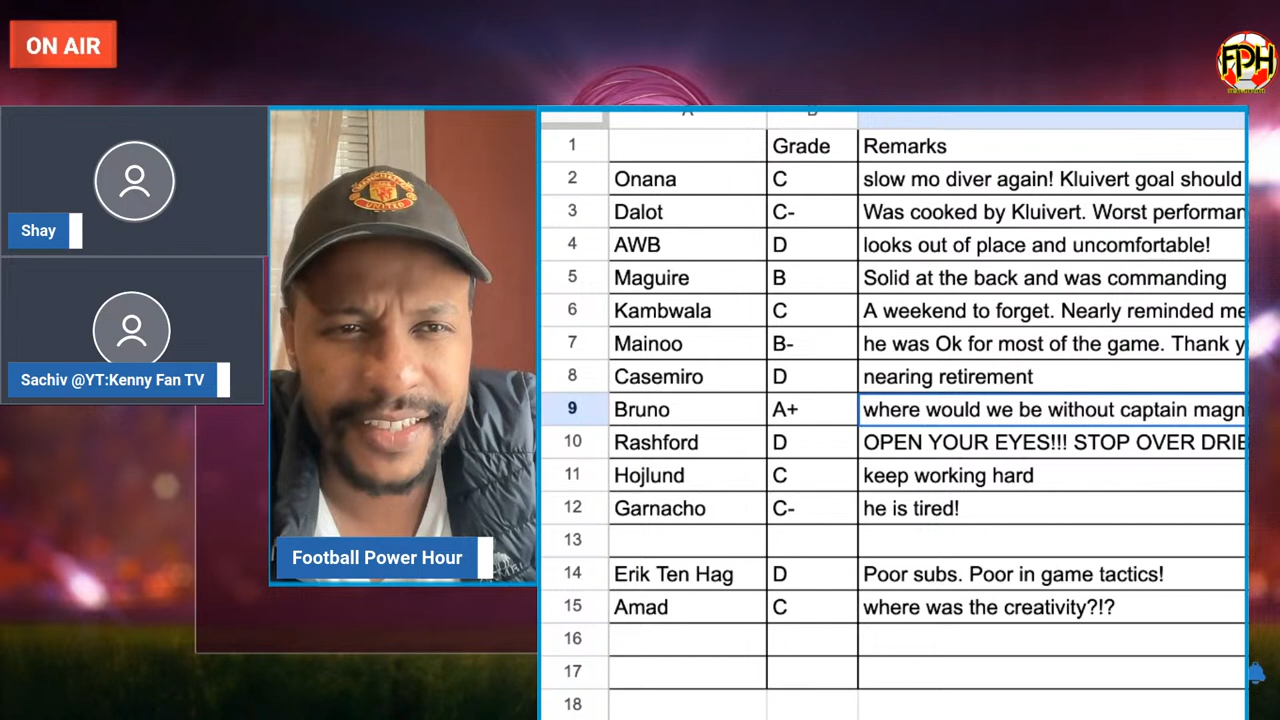 ON AIR
FPH
Shay
Sachiv @YT:Kenny Fan TV
Football Power Hour
1 Grade Remarks
2 Onana C slow mo diver again! Kluivert goal should
3 Dalot C- Was cooked by Kluivert. Worst performan
4 AWB D looks out of place and uncomfortable!
5 Maguire B Solid at the back and was commanding
6 Kambwala C A weekend to forget. Nearly reminded me
7 Mainoo B- he was Ok for most of the game. Thank y
8 Casemiro D nearing retirement
9 Bruno A+ where would we be without captain magn
10 Rashford D OPEN YOUR EYES!!! STOP OVER DRIB
11 Hojlund C keep working hard
12 Garnacho C- he is tired!
13
14 Erik Ten Hag D Poor subs. Poor in game tactics!
15 Amad C where was the creativity?!?
16
17
18